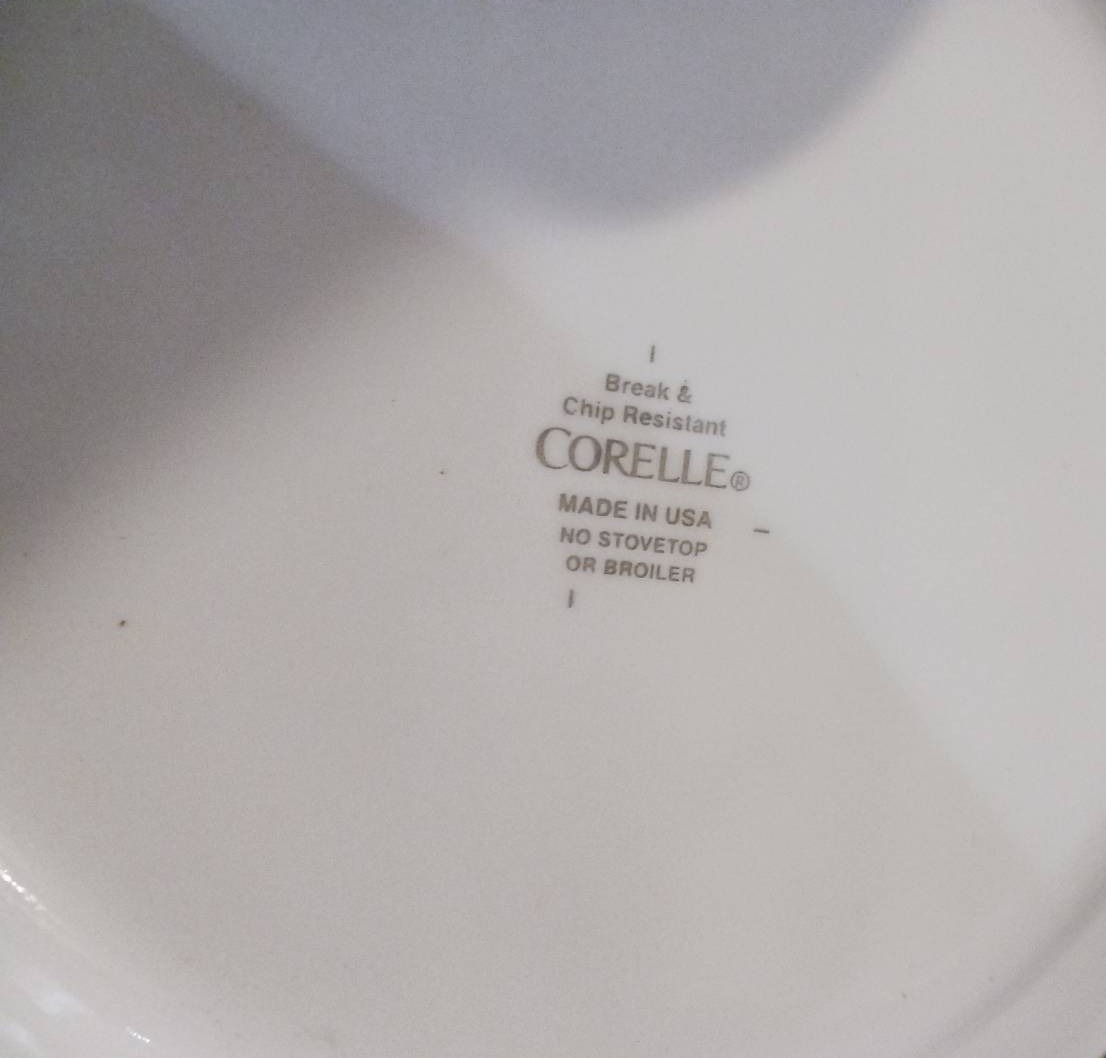 Break &
Chip Resistant
CORELLE®
MADE IN USA
NO STOVETOP
OR BROILER